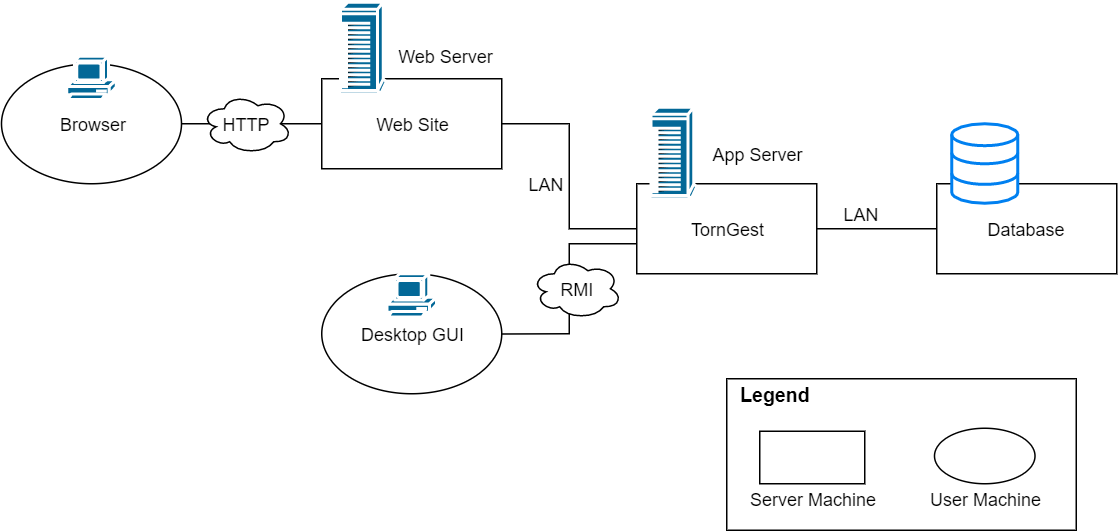 Web Server
Browser
HTTP
Web Site
App Server
LAN
LAN
TornGest
Database
RMI
Desktop GUI
Legend
Server Machine
User Machine